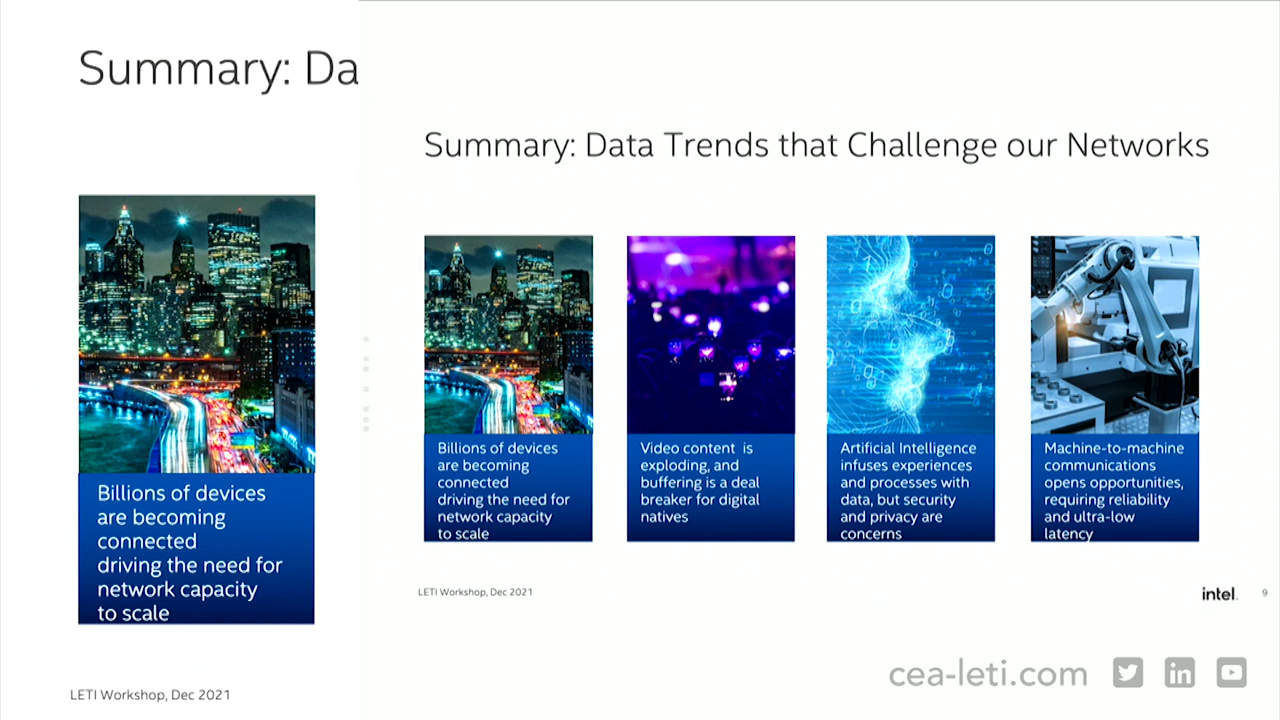 Summary: Da
Billions of devices
are becoming
connected
driving the need for
network capacity
to scale
LETI Workshop, Dec 2021
Summary: Data Trends that Challenge our Networks
Billions of devices
are becoming
connected
driving the need for
network capacity
to scale
Video content is
exploding, and
buffering is a deal
breaker for digital
natives
Artificial Intelligence
infuses experiences
and processes with
data, but security
and privacy are
concerns
Machine-to-machine
communications
opens opportunities,
requiring reliability
and ultra-low
latency
LETI Workshop, Dec 2021
intel.
9
cea-leti.com
in